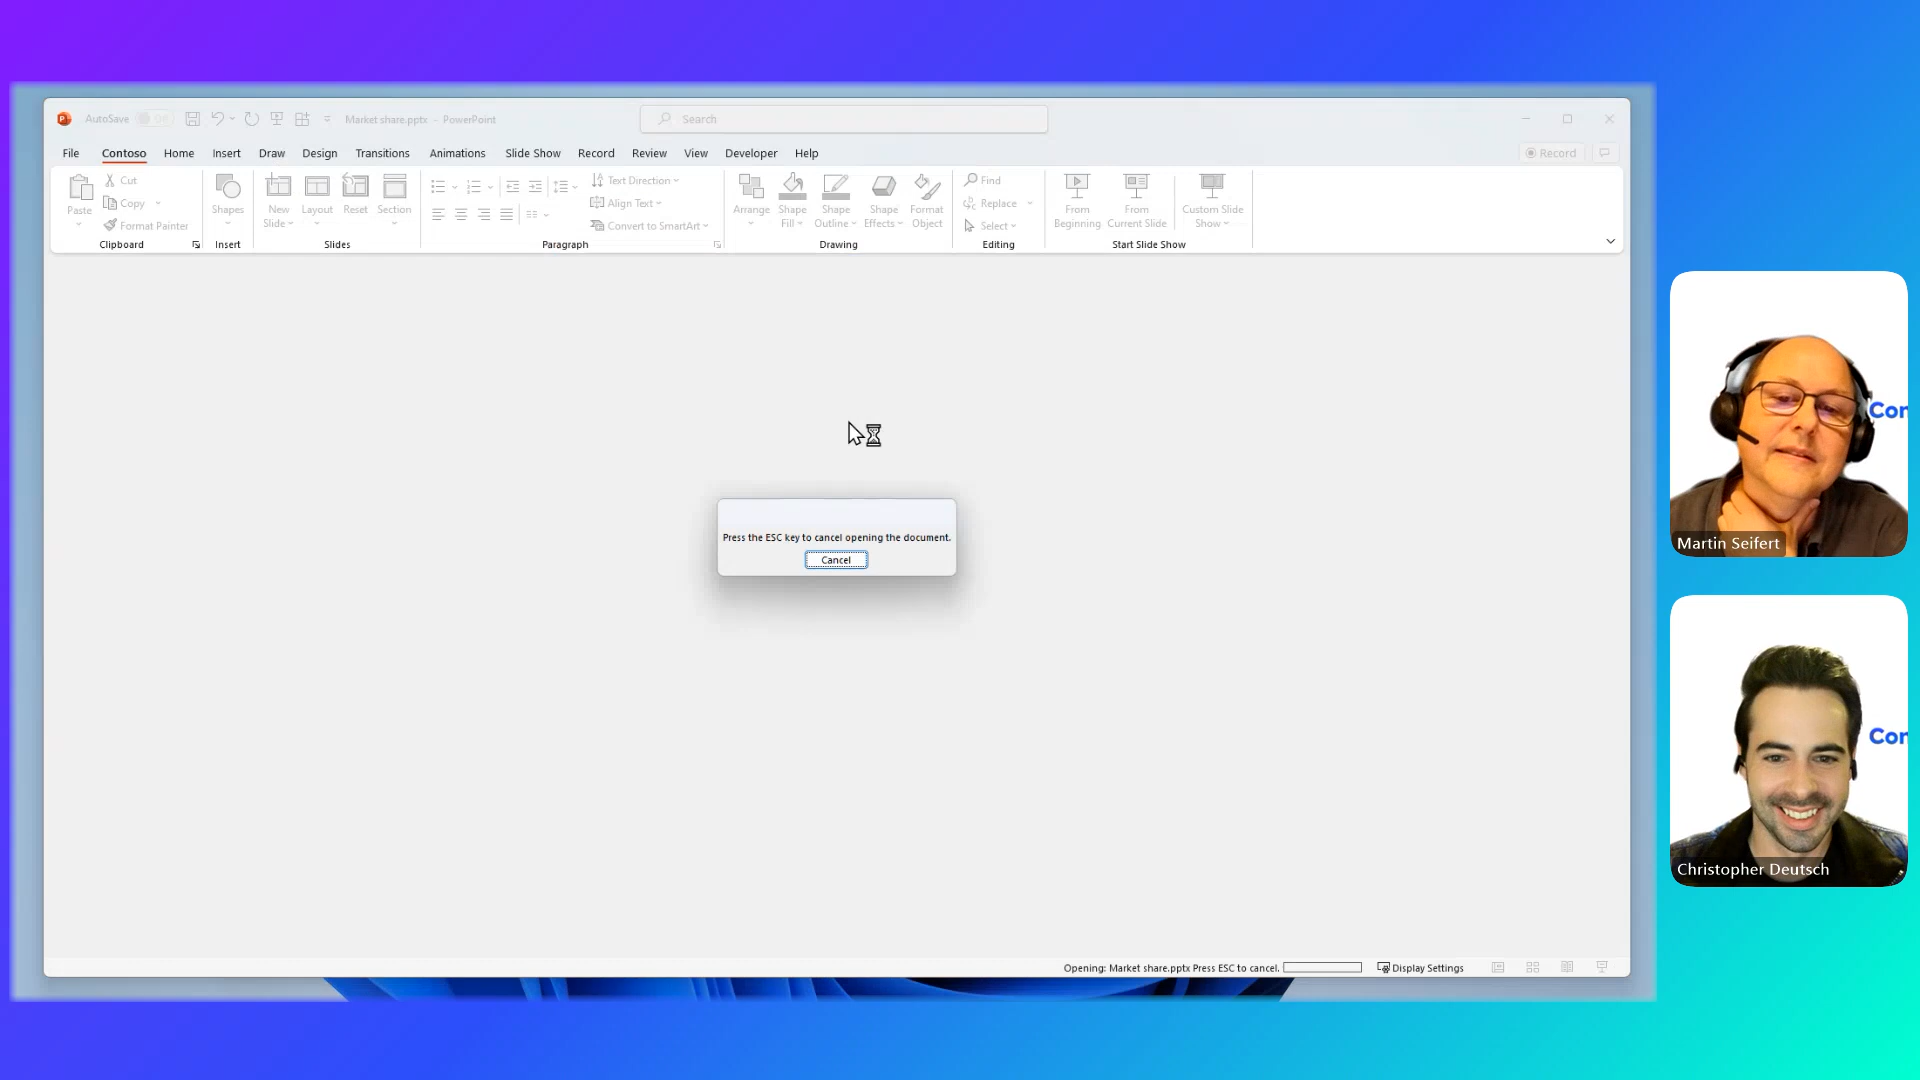 AutoSave Off Market share.pptx - PowerPoint Search
File Contoso Home Insert Draw Design Transitions Animations Slide Show Record Review View Developer Help Record
Paste
Cut
Copy
Format Painter
Clipboard
Shapes
Insert
New
Slide
Layout
Reset
Section
Slides
Text Direction
Align Text
Convert to SmartArt
Paragraph
Arrange
Shape
Fill
Shape
Outline
Shape
Effects
Format
Object
Drawing
Find
Replace
Select
Editing
From
Beginning
From
Current Slide
Custom Slide
Show
Start Slide Show
Press the ESC key to cancel opening the document.
Cancel
Opening: Market share.pptx Press ESC to cancel. Display Settings
Con
Martin Seifert
Con
Christopher Deutsch